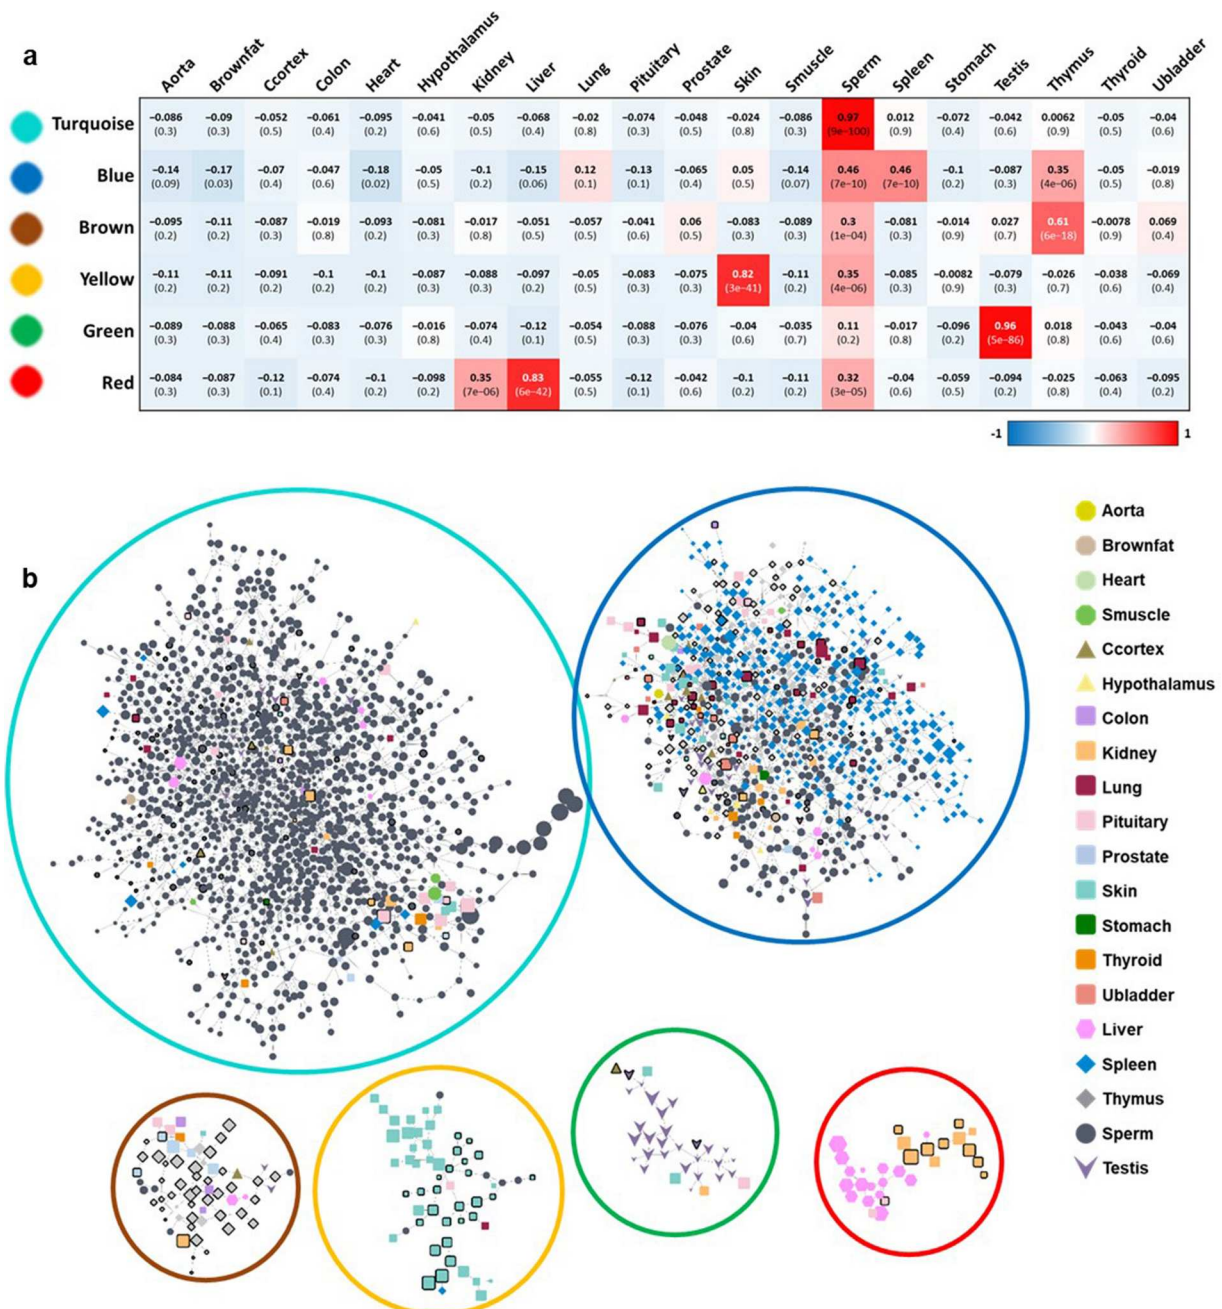 a
Aorta Brownfat Ccortex Colon Heart Hypothalamus Kidney Liver Lung Pituitary Prostate Skin Smuscle Sperm Spleen Stomach Testis Thymus Thyroid Ubladder
Turquoise −0.086 −0.09 −0.052 −0.061 −0.095 −0.041 −0.05 −0.068 −0.02 −0.074 −0.048 −0.024 −0.086 0.97 0.012 −0.072 −0.042 0.0062 −0.05 −0.04
(0.3) (0.3) (0.5) (0.4) (0.2) (0.6) (0.5) (0.4) (0.8) (0.3) (0.5) (0.8) (0.3) (9e−100) (0.9) (0.4) (0.6) (0.9) (0.5) (0.6)
Blue −0.14 −0.17 −0.07 −0.047 −0.18 −0.05 −0.1 −0.15 0.12 −0.13 −0.065 0.05 −0.14 0.46 0.46 −0.1 −0.087 0.35 −0.05 −0.019
(0.09) (0.03) (0.4) (0.6) (0.02) (0.5) (0.2) (0.06) (0.1) (0.1) (0.4) (0.5) (0.07) (7e−10) (7e−10) (0.2) (0.3) (4e−06) (0.5) (0.8)
Brown −0.095 −0.11 −0.087 −0.019 −0.093 −0.081 −0.017 −0.051 −0.057 −0.041 0.06 −0.083 −0.089 0.3 −0.081 −0.014 0.027 0.61 −0.0078 0.069
(0.2) (0.2) (0.3) (0.8) (0.2) (0.3) (0.8) (0.5) (0.5) (0.6) (0.5) (0.3) (0.3) (1e−04) (0.3) (0.9) (0.7) (6e−18) (0.9) (0.4)
Yellow −0.11 −0.11 −0.091 −0.1 −0.1 −0.087 −0.088 −0.097 −0.05 −0.083 −0.075 0.82 −0.11 0.35 −0.085 −0.0082 −0.079 −0.026 −0.038 −0.069
(0.2) (0.2) (0.2) (0.2) (0.2) (0.3) (0.3) (0.2) (0.5) (0.3) (0.3) (3e−41) (0.2) (4e−06) (0.3) (0.9) (0.3) (0.7) (0.6) (0.4)
Green −0.089 −0.088 −0.065 −0.083 −0.076 −0.016 −0.074 −0.12 −0.054 −0.088 −0.076 −0.04 −0.035 0.11 −0.017 −0.096 0.96 0.018 −0.043 −0.04
(0.3) (0.3) (0.4) (0.3) (0.3) (0.8) (0.4) (0.1) (0.5) (0.3) (0.3) (0.6) (0.7) (0.2) (0.8) (0.2) (5e−86) (0.8) (0.6) (0.6)
Red −0.084 −0.087 −0.12 −0.074 −0.1 −0.098 0.35 0.83 −0.055 −0.12 −0.042 −0.1 −0.11 0.32 −0.04 −0.059 −0.094 −0.025 −0.063 −0.095
(0.3) (0.3) (0.1) (0.4) (0.2) (0.2) (7e−06) (6e−42) (0.5) (0.1) (0.6) (0.2) (0.2) (3e−05) (0.6) (0.5) (0.2) (0.8) (0.4) (0.2)
-1 1
b
Aorta
Brownfat
Heart
Smuscle
Ccortex
Hypothalamus
Colon
Kidney
Lung
Pituitary
Prostate
Skin
Stomach
Thyroid
Ubladder
Liver
Spleen
Thymus
Sperm
Testis